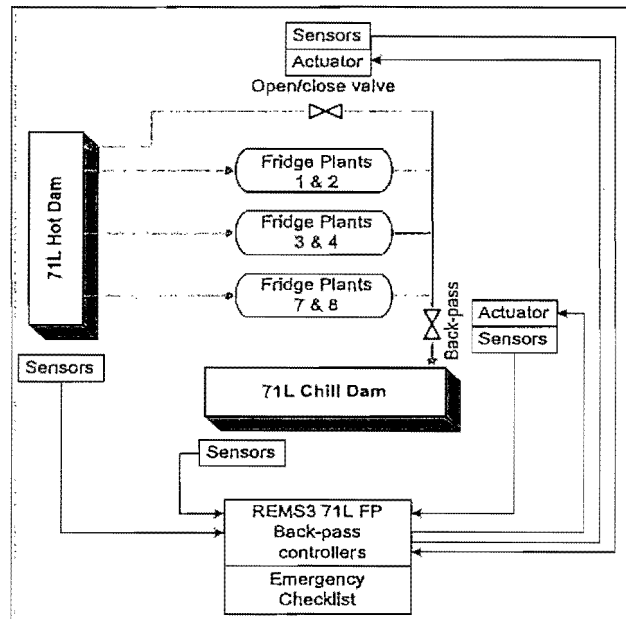 Sensors
Actuator
Open/close valve
71L Hot Dam
Fridge Plants
1 & 2
Fridge Plants
3 & 4
Fridge Plants
7 & 8
Back-pass
Actuator
Sensors
Sensors
71L Chill Dam
Sensors
REMS3 71L FP
Back-pass
controllers
Emergency
Checklist